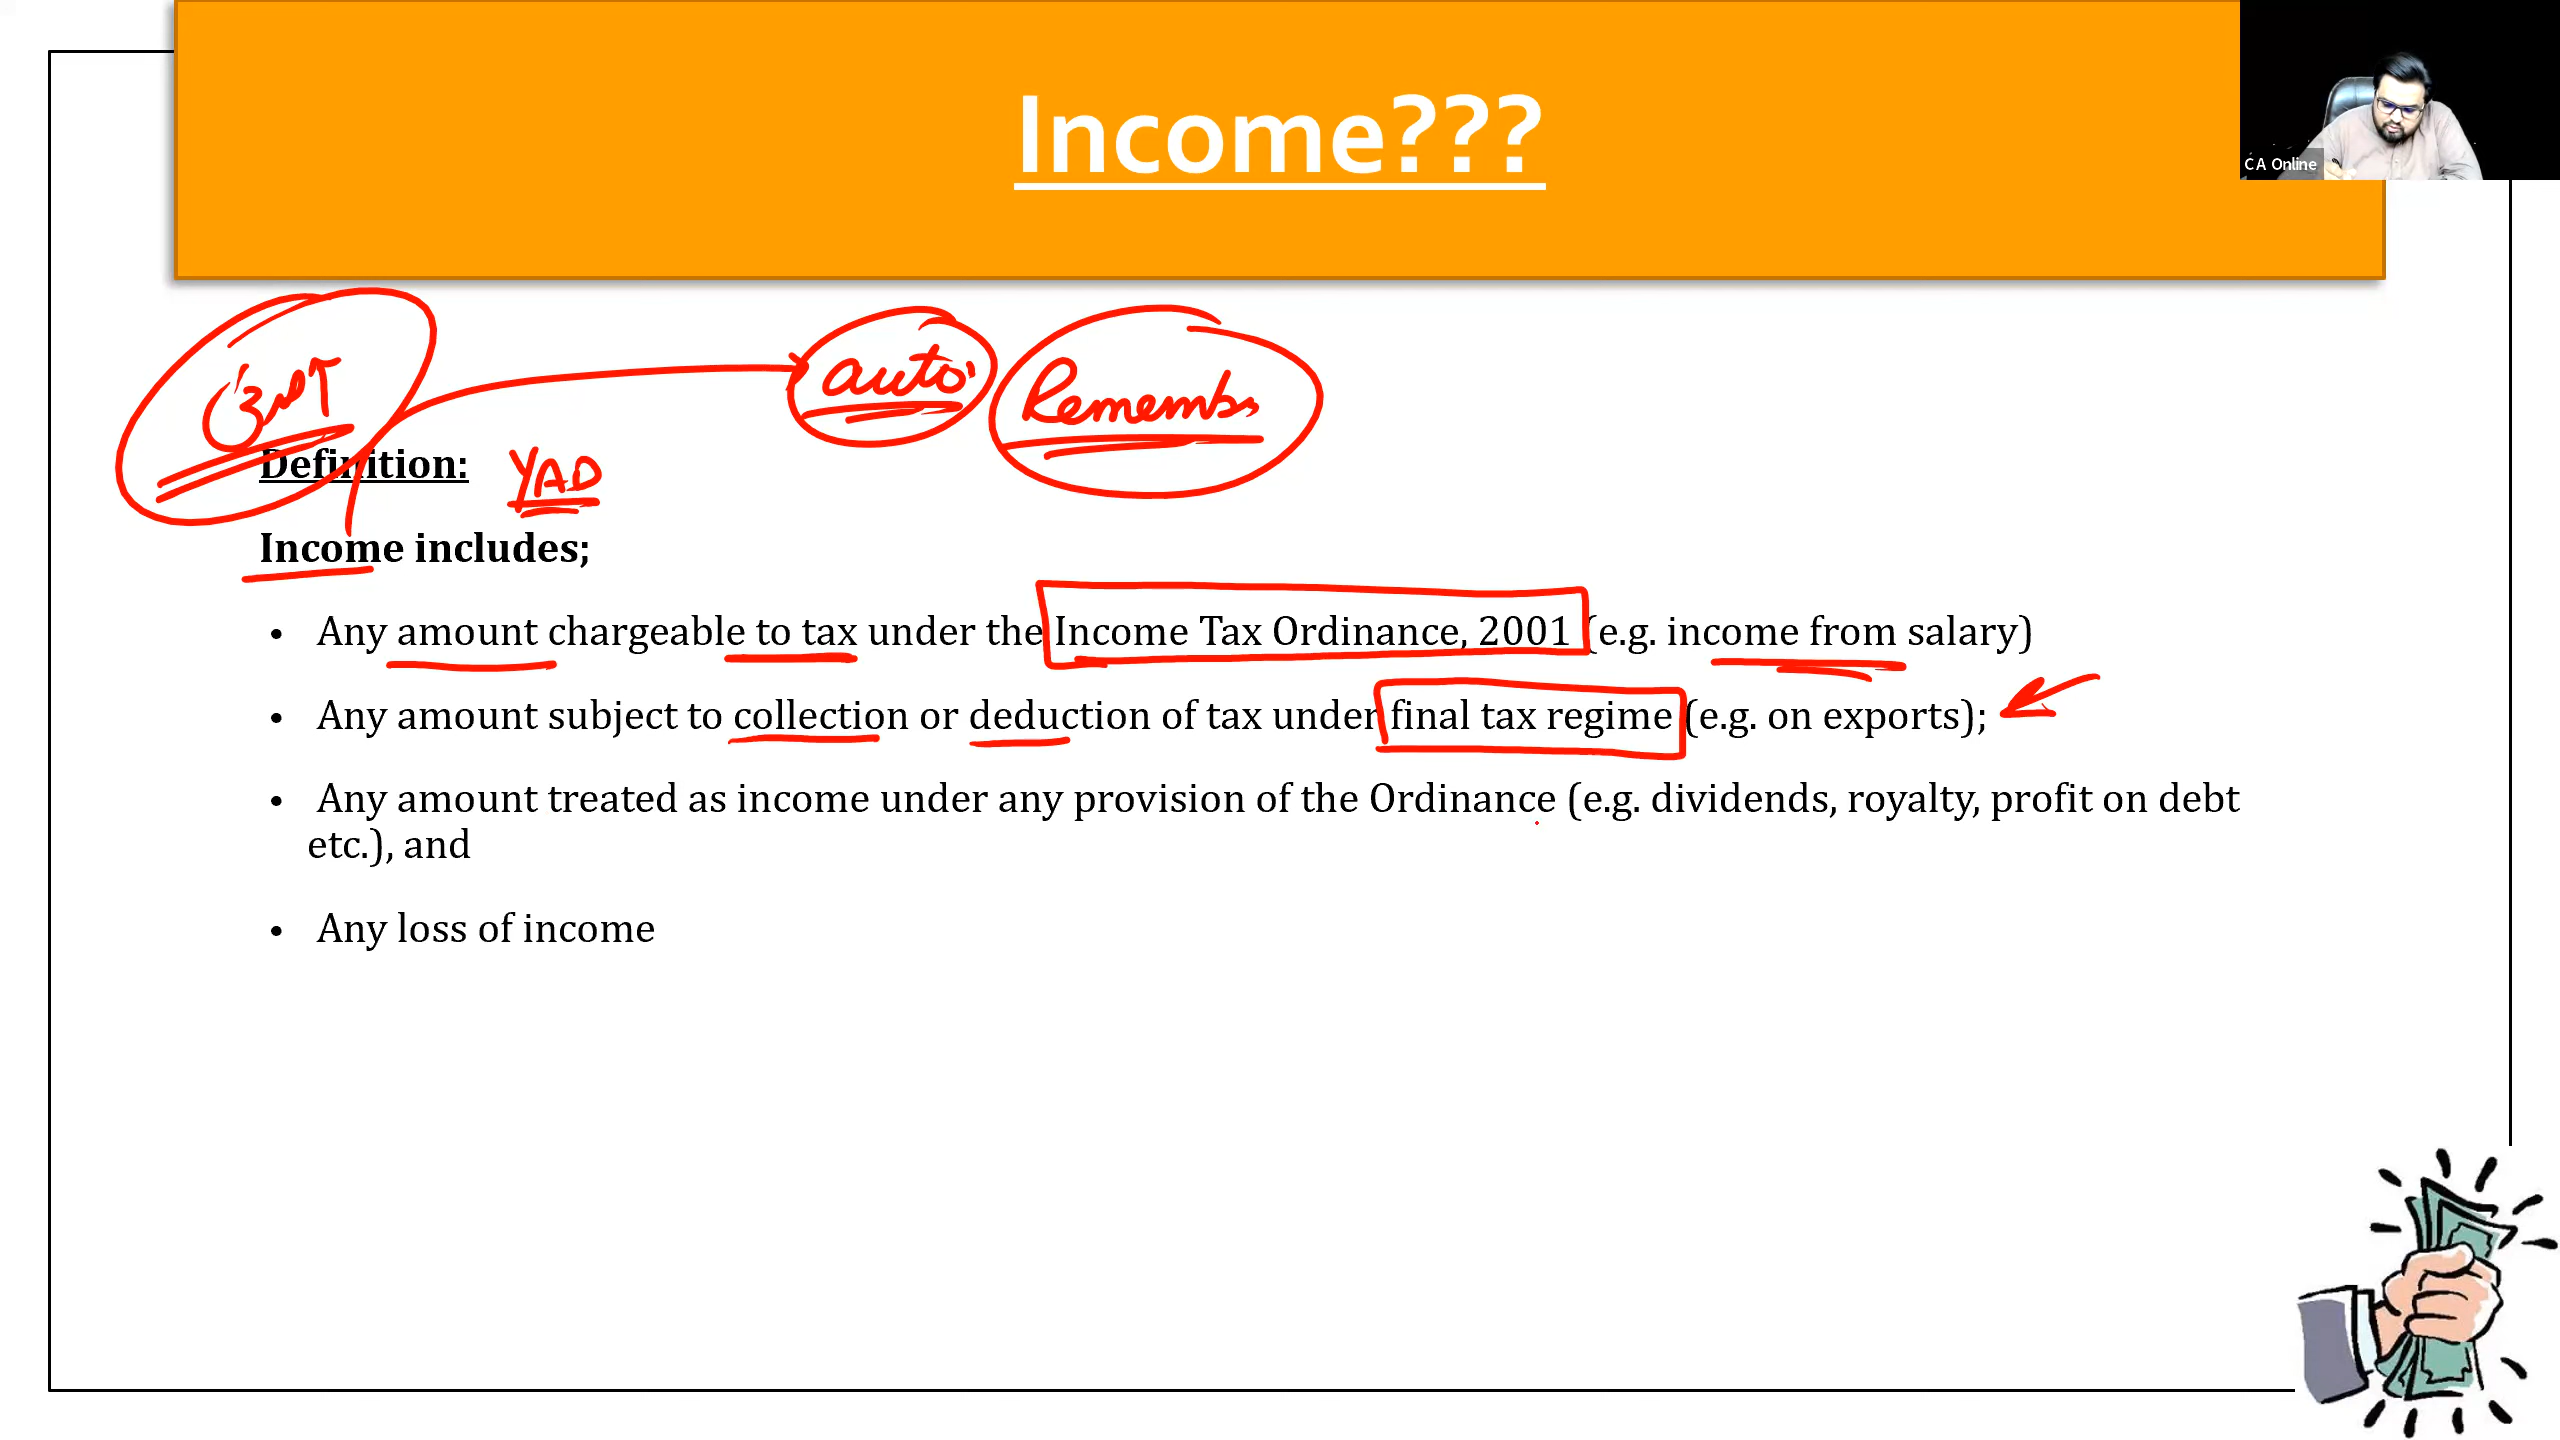 Income???
C A Online
auto
Remembr
Definition:
YAD
Income includes;
• Any amount chargeable to tax under the Income Tax Ordinance, 2001 (e.g. income from salary)
• Any amount subject to collection or deduction of tax under final tax regime (e.g. on exports);
• Any amount treated as income under any provision of the Ordinance (e.g. dividends, royalty, profit on debt
etc.), and
• Any loss of income